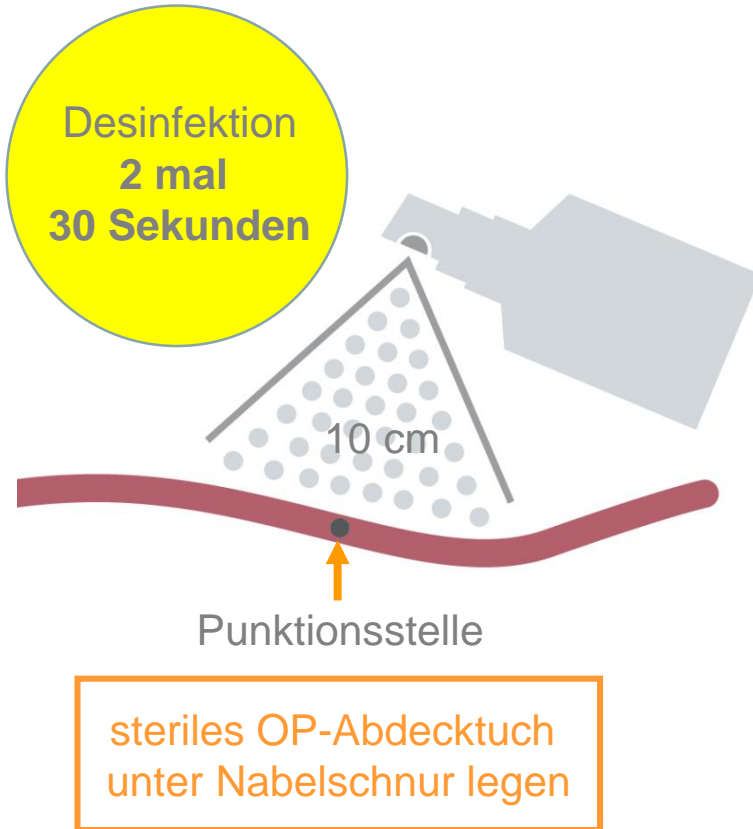 Desinfektion
2 mal
30 Sekunden
10 cm
Punktionsstelle
steriles OP-Abdecktuch
unter Nabelschnur legen